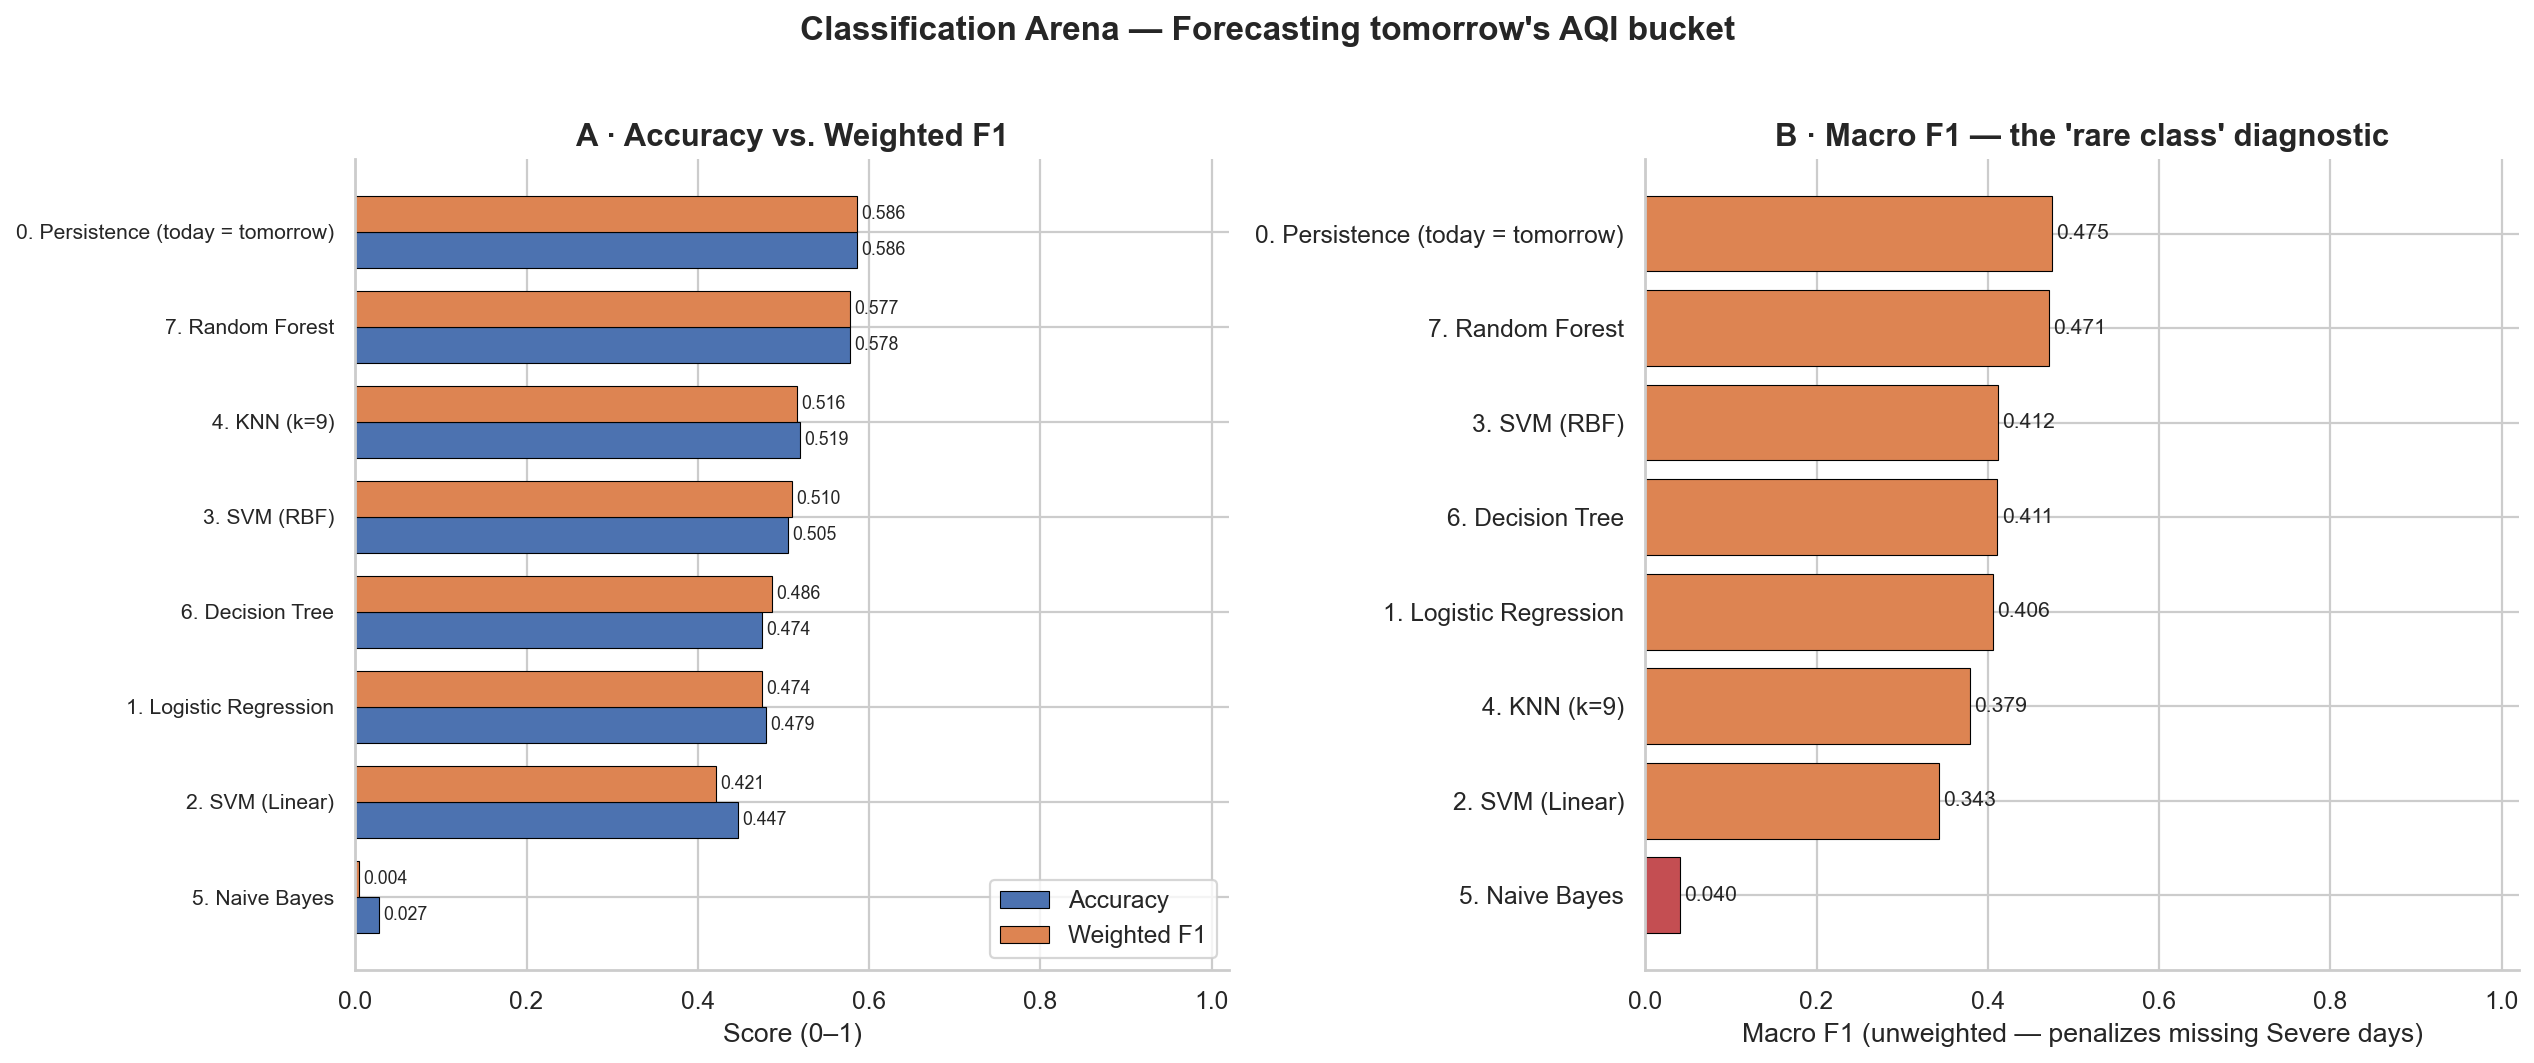 Classification Arena — Forecasting tomorrow's AQI bucket
A · Accuracy vs. Weighted F1
0. Persistence (today = tomorrow)
0.586
0.586
7. Random Forest
0.577
0.578
4. KNN (k=9)
0.516
0.519
3. SVM (RBF)
0.510
0.505
6. Decision Tree
0.486
0.474
1. Logistic Regression
0.474
0.479
2. SVM (Linear)
0.421
0.447
5. Naive Bayes
0.004
0.027
Accuracy
Weighted F1
0.0 0.2 0.4 0.6 0.8 1.0
Score (0–1)
B · Macro F1 — the 'rare class' diagnostic
0. Persistence (today = tomorrow) 0.475
7. Random Forest 0.471
3. SVM (RBF) 0.412
6. Decision Tree 0.411
1. Logistic Regression 0.406
4. KNN (k=9) 0.379
2. SVM (Linear) 0.343
5. Naive Bayes 0.040
0.0 0.2 0.4 0.6 0.8 1.0
Macro F1 (unweighted — penalizes missing Severe days)